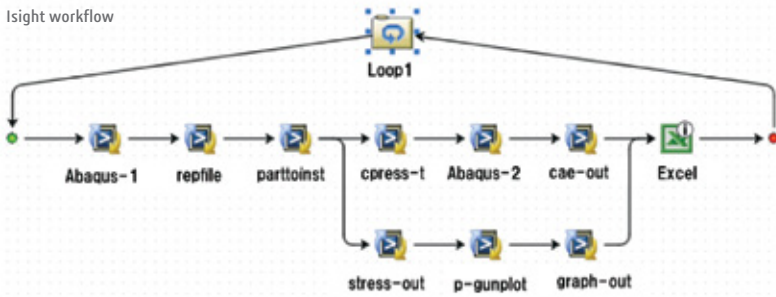 Isight workflow
Loop1
Abaqus-1
repfile
parttoinst
cpress-t
Abaqus-2
cae-out
Excel
stress-out
p-gunplot
graph-out